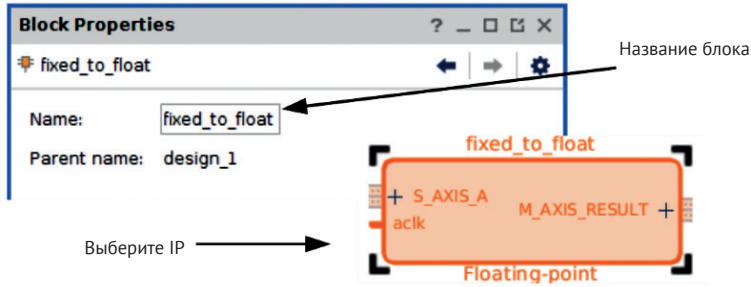 Block Properties
fixed_to_float
Название блока
Name: fixed_to_float
Parent name: design_1
fixed_to_float
S_AXIS_A
M_AXIS_RESULT
aclk
Выберите IP
Floating-point